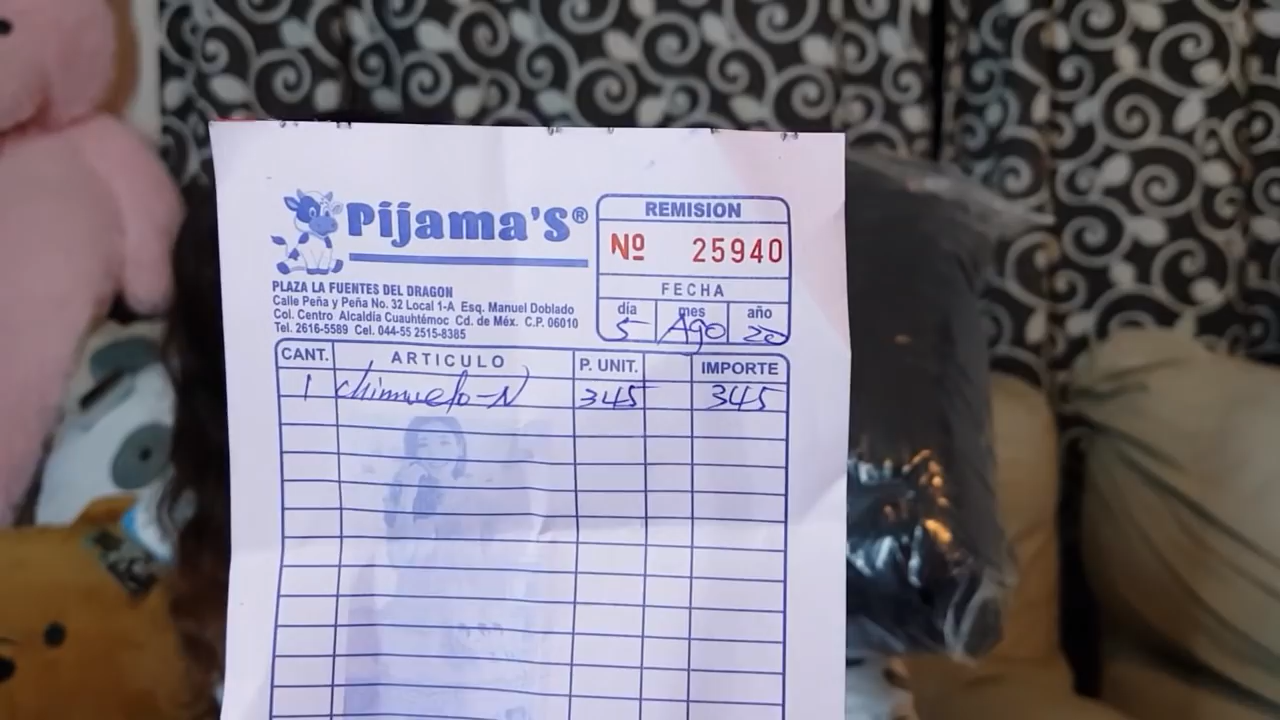 Pijama's®
REMISION
Nº 25940
FECHA
día mes año
5 Ago 20
PLAZA LA FUENTES DEL DRAGON
Calle Peña y Peña No. 32 Local 1-A Esq. Manuel Doblado
Col. Centro Alcaldía Cuauhtémoc Cd. de Méx. C.P. 06010
Tel. 2616-5589 Cel. 044-55 2515-8385
CANT. ARTICULO P. UNIT. IMPORTE
1 chimuelo-N 345 345